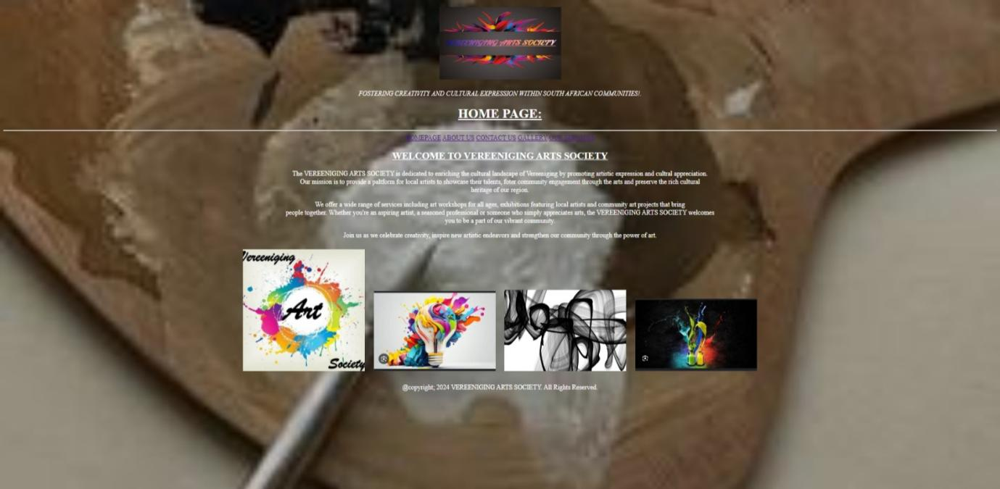 VEREENIGING ARTS SOCIETY
FOSTERING CREATIVITY AND CULTURAL EXPRESSION WITHIN SOUTH AFRICAN COMMUNITIES!.
HOME PAGE:
HOMEPAGE ABOUT US CONTACT US GALLERY
WELCOME TO VEREENIGING ARTS SOCIETY
The VEREENIGING ARTS SOCIETY is dedicated to enriching the cultural landscape of Vereeniging by promoting artistic expression and cultral appreciation.
Our mission is to provide a paltform for local artists to showcase their talents, foter community engagement through the arts and preserve the rich cultural
heritage of our region.
We offer a wide range of services including art workshops for all ages, exhibitions featuring local artists and community art projects that bring
people together. Whether you're an aspiring artist, a seasoned professional or someone who simply appreciates arts, the VEREENIGING ARTS SOCIETY welcomes
you to be a part of our vibrant community.
Join us as we celebrate creativity, inspire new artistic endeavors and strengthen our community through the power of art.
Vereeniging
Art
Society
@copyright; 2024 VEREENIGING ARTS SOCIETY. All Rights Reserved.